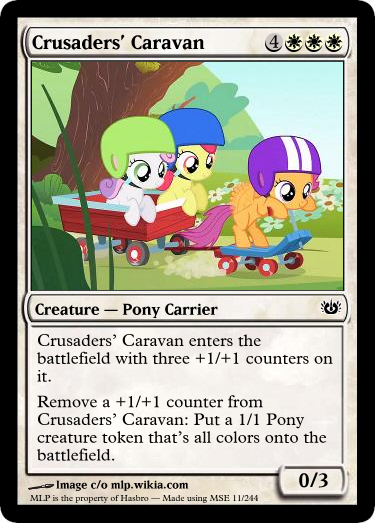 Crusaders' Caravan 4
Creature — Pony Carrier
Crusaders' Caravan enters the
battlefield with three +1/+1 counters on
it.
Remove a +1/+1 counter from
Crusaders' Caravan: Put a 1/1 Pony
creature token that's all colors onto the
battlefield.
0/3
Image c/o mlp.wikia.com
MLP is the property of Hasbro — Made using MSE 11/244